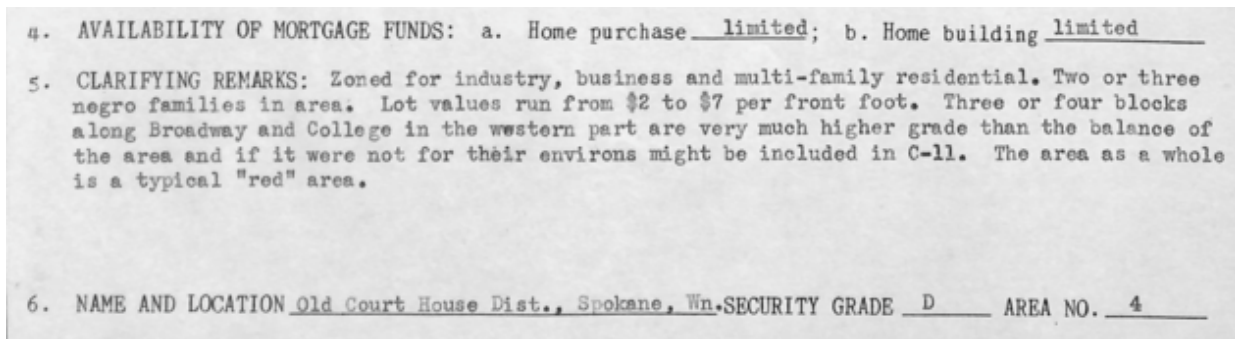 4. AVAILABILITY OF MORTGAGE FUNDS: a. Home purchase limited; b. Home building limited
5. CLARIFYING REMARKS: Zoned for industry, business and multi-family residential. Two or three
negro families in area. Lot values run from $2 to $7 per front foot. Three or four blocks
along Broadway and College in the western part are very much higher grade than the balance of
the area and if it were not for their environs might be included in C-11. The area as a whole
is a typical "red" area.
6. NAME AND LOCATION Old Court House Dist., Spokane, Wn. SECURITY GRADE D AREA NO. 4